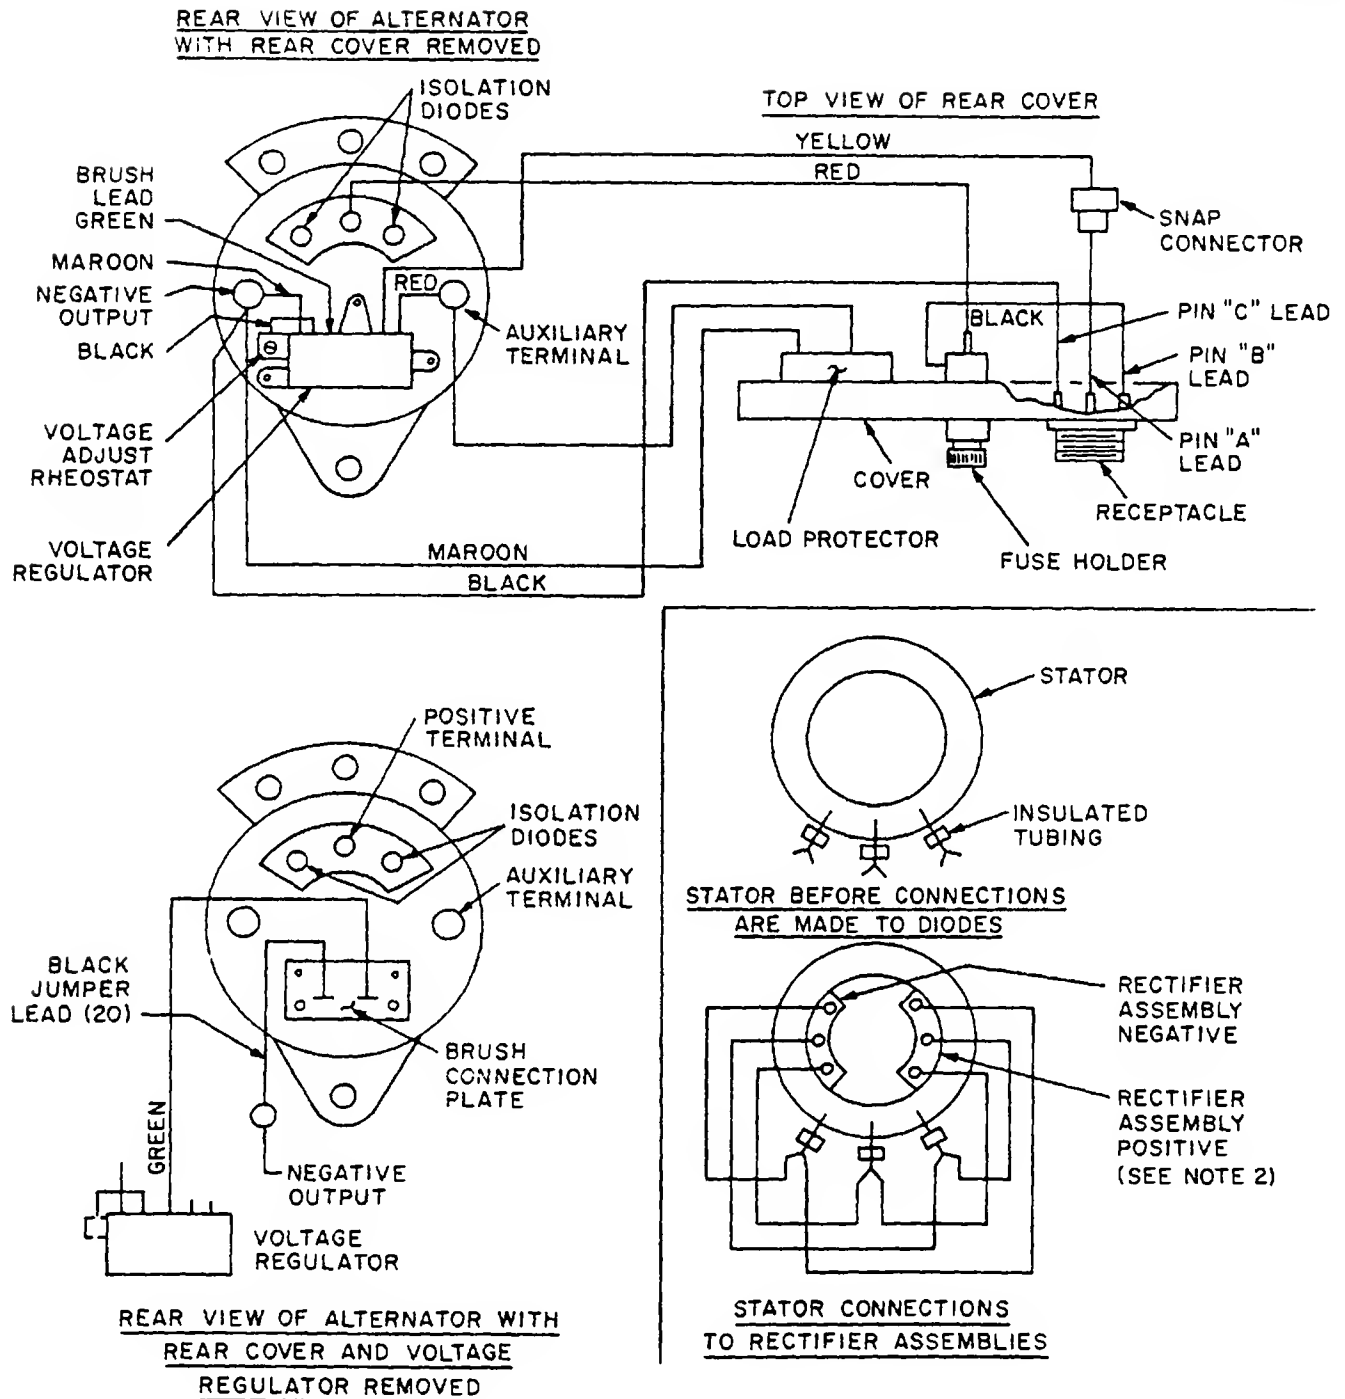 REAR VIEW OF ALTERNATOR
WITH REAR COVER REMOVED
ISOLATION
DIODES
TOP VIEW OF REAR COVER
YELLOW
RED
BRUSH
LEAD
GREEN
SNAP
CONNECTOR
MAROON
RED
NEGATIVE
OUTPUT
BLACK
PIN "C" LEAD
AUXILIARY
TERMINAL
BLACK
PIN "B"
LEAD
VOLTAGE
ADJUST
RHEOSTAT
PIN "A"
LEAD
COVER
RECEPTACLE
LOAD PROTECTOR
VOLTAGE
REGULATOR
MAROON
FUSE HOLDER
BLACK
STATOR
POSITIVE
TERMINAL
ISOLATION
DIODES
INSULATED
TUBING
AUXILIARY
TERMINAL
STATOR BEFORE CONNECTIONS
ARE MADE TO DIODES
BLACK
JUMPER
LEAD (20)
RECTIFIER
ASSEMBLY
NEGATIVE
BRUSH
CONNECTION
PLATE
RECTIFIER
ASSEMBLY
POSITIVE
(SEE NOTE 2)
GREEN
NEGATIVE
OUTPUT
VOLTAGE
REGULATOR
REAR VIEW OF ALTERNATOR WITH
REAR COVER AND VOLTAGE
REGULATOR REMOVED
STATOR CONNECTIONS
TO RECTIFIER ASSEMBLIES